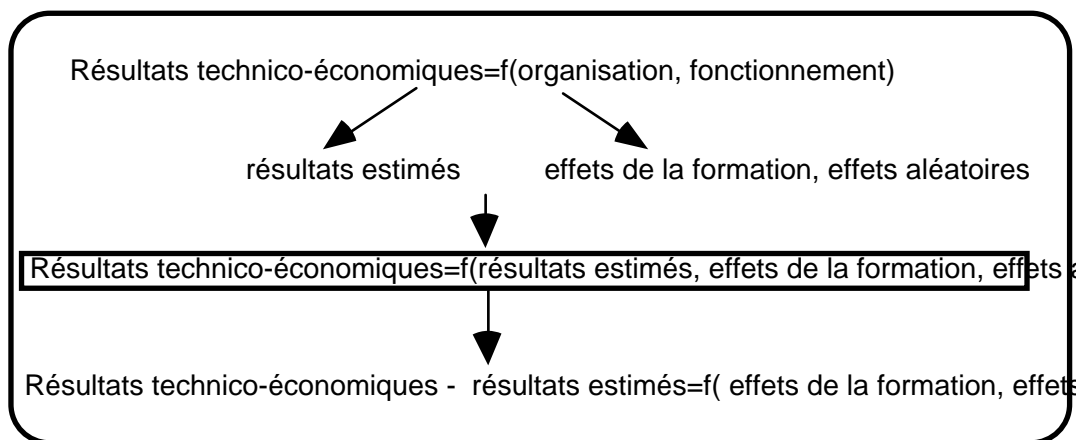 Résultats technico-économiques=f(organisation, fonctionnement)
résultats estimés effets de la formation, effets aléatoires
Résultats technico-économiques=f(résultats estimés, effets de la formation, effets a
Résultats technico-économiques - résultats estimés=f( effets de la formation, effets